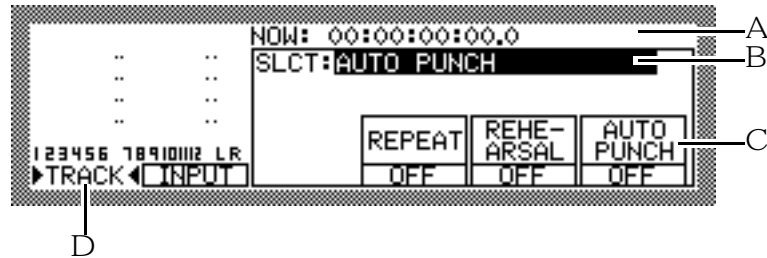 NOW: 00:00:00:00.0
A
SLCT:AUTO PUNCH
B
REPEAT
REHE-
ARSAL
AUTO
PUNCH
C
123456 789101112 LR
▶TRACK◀ INPUT
OFF OFF OFF
D